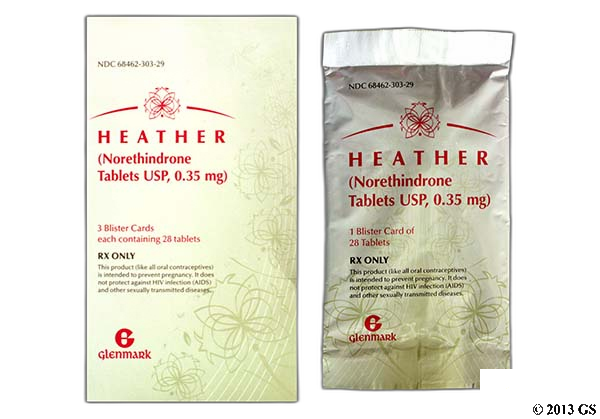 NDC 68462-303-29
HEATHER
(Norethindrone
Tablets USP, 0.35 mg)
3 Blister Cards
each containing 28 tablets
RX ONLY
This product (like all oral contraceptives)
is intended to prevent pregnancy. It does
not protect against HIV infection (AIDS)
and other sexually transmitted diseases.
G
Glenmark
NDC 68462-303-29
HEATHER
(Norethindrone
Tablets USP, 0.35 mg)
1 Blister Card of
28 Tablets
RX ONLY
This product (like all oral contraceptives)
is intended to prevent pregnancy. It does
not protect against HIV infection (AIDS)
and other sexually transmitted diseases.
G
Glenmark
© 2013 GS